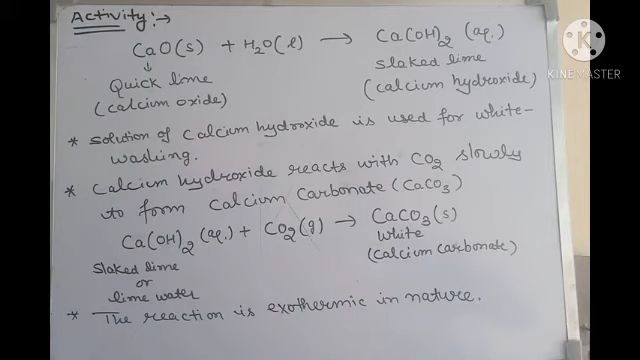 Activity:→
CaO(s) + H₂O(l) → Ca(OH)₂ (aq.)
↓
Quick lime
slaked lime
(calcium oxide)
(calcium hydroxide)
KINEMASTER
* Solution of calcium hydroxide is used for white-
washing.
* Calcium hydroxide reacts with CO₂ slowly
to form Calcium Carbonate (CaCO₃)
Ca(OH)₂ (aq.) + CO₂(g) → CaCO₃(s)
slaked lime
or
lime water
white
(calcium carbonate)
* The reaction is exothermic in nature.